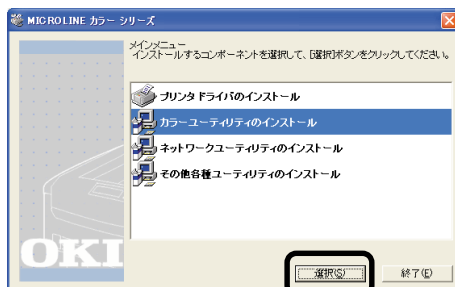 MICROLINE カラー シリーズ
メインメニュー
インストールするコンポーネントを選択して、[選択]ボタンをクリックしてください。
プリンタドライバのインストール
カラーユーティリティのインストール
ネットワークユーティリティのインストール
その他各種ユーティリティのインストール
OKI
選択(S)
終了(E)